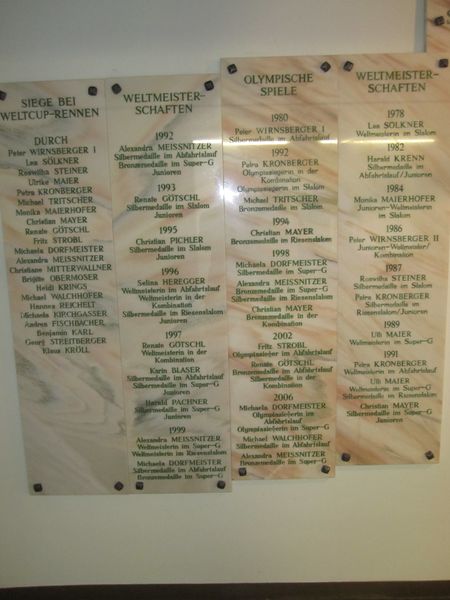 SIEGE BEI
WELTCUP-RENNEN
DURCH
Peter WIRNSBERGER I
Lea SÖLKNER
Roswitha STEINER
Ulrike MAIER
Petra KRONBERGER
Michael TRITSCHER
Monika MAIERHOFER
Christian MAYER
Renate GÖTSCHL
Fritz STROBL
Michaela DORFMEISTER
Alexandra MEISSNITZER
Christiane MITTERWALLNER
Brigitte OBERMOSER
Heidi KRINGS
Michael WALCHHOFER
Hannes REICHELT
Michaela KIRCHGASSER
Andrea FISCHBACHER
Benjamin KARL
Georg STREITBERGER
Klaus KRÖLL
WELTMEISTER-
SCHAFTEN
1992
Alexandra MEISSNITZER
Silbermedaille im Abfahrtslauf
Bronzemedaille im Super-G
Junioren
1993
Renate GÖTSCHL
Silbermedaille im Slalom
Junioren
1995
Christian PICHLER
Silbermedaille im Slalom
Junioren
1996
Selina HEREGGER
Weltmeisterin im Abfahrtslauf
Weltmeisterin in der
Kombination
Silbermedaille im Riesenslalom
Junioren
1997
Renate GÖTSCHL
Weltmeisterin in der
Kombination
Karin BLASER
Silbermedaille im Abfahrtslauf
Silbermedaille im Super-G
Junioren
Harald PACHNER
Silbermedaille im Super-G
Junioren
1999
Alexandra MEISSNITZER
Weltmeisterin im Super-G
Weltmeisterin im Riesenslalom
Michaela DORFMEISTER
Silbermedaille im Abfahrtslauf
Bronzemedaille im Super-G
OLYMPISCHE
SPIELE
1980
Peter WIRNSBERGER I
Silbermedaille im Abfahrtslauf
1992
Petra KRONBERGER
Olympiasiegerin in der
Kombination
Olympiasiegerin im Slalom
Michael TRITSCHER
Bronzemedaille im Slalom
1994
Christian MAYER
Bronzemedaille im Riesenslalom
1998
Michaela DORFMEISTER
Silbermedaille im Super-G
Alexandra MEISSNITZER
Bronzemedaille im Super-G
Silbermedaille im Riesenslalom
Christian MAYER
Bronzemedaille in der
Kombination
2002
Fritz STROBL
Olympiasieger im Abfahrtslauf
Renate GÖTSCHL
Bronzemedaille im Abfahrtslauf
Silbermedaille in der
Kombination
2006
Michaela DORFMEISTER
Olympiasiegerin im
Abfahrtslauf
Olympiasiegerin im Super-G
Michael WALCHHOFER
Silbermedaille im Abfahrtslauf
Alexandra MEISSNITZER
Bronzemedaille im Super-G
WELTMEISTER-
SCHAFTEN
1978
Lea SÖLKNER
Weltmeisterin im Slalom
1982
Harald KRENN
Silbermedaille im
Abfahrtslauf/Junioren
1984
Monika MAIERHOFER
Junioren-Weltmeisterin
im Slalom
1986
Peter WIRNSBERGER II
Junioren-Weltmeister/
Kombination
1987
Roswitha STEINER
Silbermedaille im Slalom
Petra KRONBERGER
Silbermedaille im
Riesenslalom/Junioren
1989
Ulli MAIER
Weltmeisterin im Super-G
1991
Petra KRONBERGER
Weltmeisterin im Abfahrtslauf
Ulli MAIER
Weltmeisterin im Super-G
Silbermedaille im Riesenslalom
Christian MAYER
Silbermedaille im Super-G
Junioren